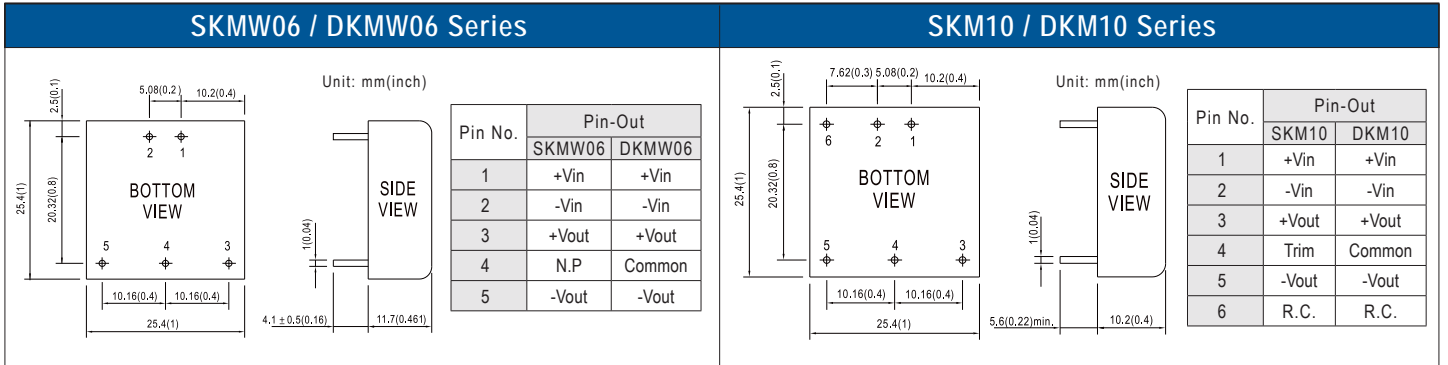 SKMW06 / DKMW06 Series
Unit: mm(inch)
2.5(0.1)
5.08(0.2)
10.2(0.4)
25.4(1)
20.32(0.8)
2 1
BOTTOM
VIEW
5 4 3
10.16(0.4) 10.16(0.4)
25.4(1)
SIDE
VIEW
1(0.04)
4.1 ±0.5(0.16)
11.7(0.461)
Pin No. Pin-Out
SKMW06 DKMW06
1 +Vin +Vin
2 -Vin -Vin
3 +Vout +Vout
4 N.P Common
5 -Vout -Vout
SKM10 / DKM10 Series
Unit: mm(inch)
2.5(0.1)
7.62(0.3) 5.08(0.2) 10.2(0.4)
25.4(1)
20.32(0.8)
6 2 1
BOTTOM
VIEW
5 4 3
10.16(0.4) 10.16(0.4)
25.4(1)
SIDE
VIEW
1(0.04)
5.6(0.22)min.
10.2(0.4)
Pin No. Pin-Out
SKM10 DKM10
1 +Vin +Vin
2 -Vin -Vin
3 +Vout +Vout
4 Trim Common
5 -Vout -Vout
6 R.C. R.C.